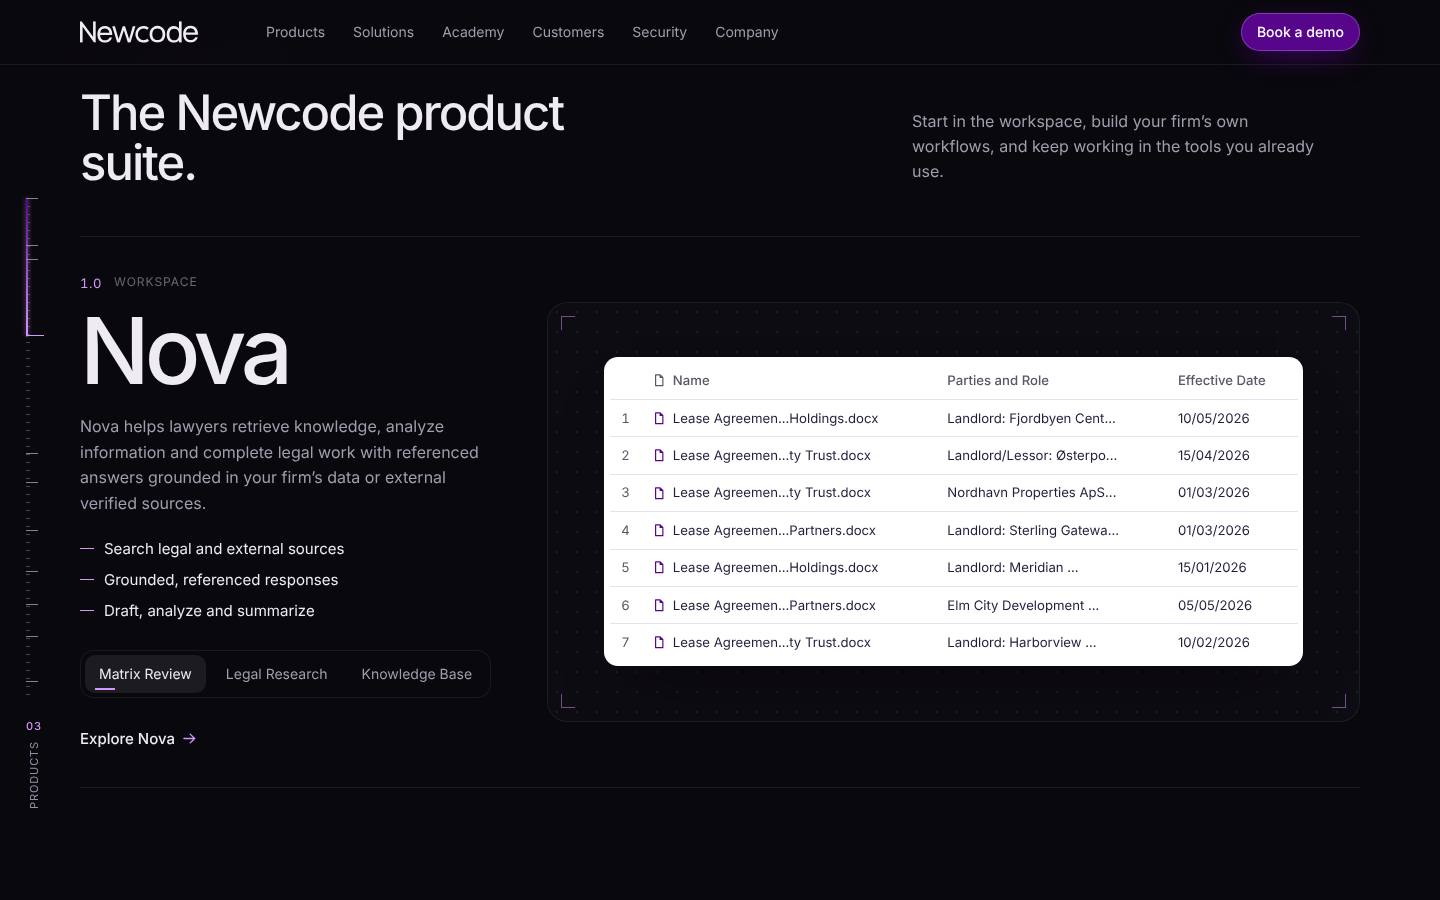 Newcode
Products
Solutions
Academy
Customers
Security
Company
Book a demo
The Newcode product
suite.
Start in the workspace, build your firm’s own
workflows, and keep working in the tools you already
use.
1.0 WORKSPACE
Nova
Nova helps lawyers retrieve knowledge, analyze
information and complete legal work with referenced
answers grounded in your firm’s data or external
verified sources.
— Search legal and external sources
— Grounded, referenced responses
— Draft, analyze and summarize
Matrix Review
Legal Research
Knowledge Base
Explore Nova →
Name Parties and Role Effective Date
1 Lease Agreemen...Holdings.docx Landlord: Fjordbyen Cent... 10/05/2026
2 Lease Agreemen...ty Trust.docx Landlord/Lessor: Østerpo... 15/04/2026
3 Lease Agreemen...ty Trust.docx Nordhavn Properties ApS... 01/03/2026
4 Lease Agreemen...Partners.docx Landlord: Sterling Gatewa... 01/03/2026
5 Lease Agreemen...Holdings.docx Landlord: Meridian ... 15/01/2026
6 Lease Agreemen...Partners.docx Elm City Development ... 05/05/2026
7 Lease Agreemen...ty Trust.docx Landlord: Harborview ... 10/02/2026
03
PRODUCTS